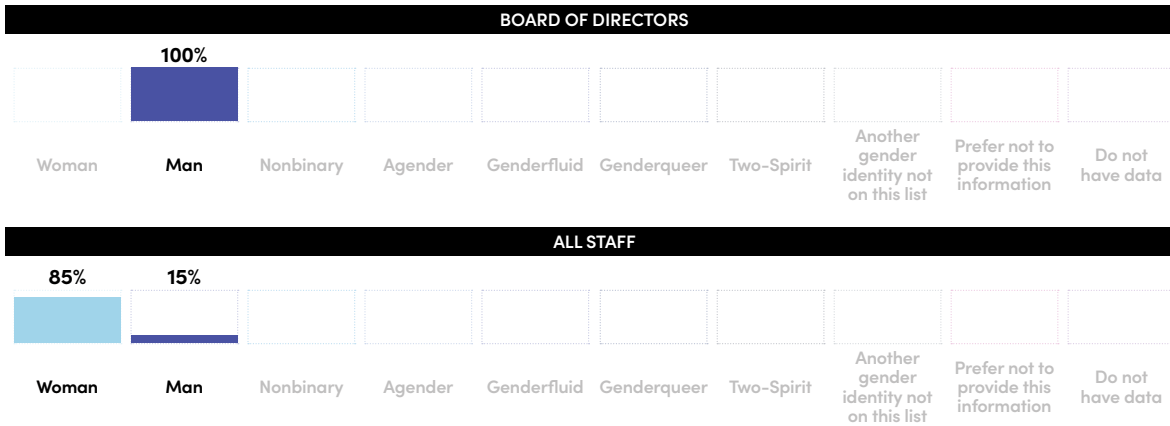 BOARD OF DIRECTORS
100%
Woman
Man
Nonbinary
Agender
Genderfluid
Genderqueer
Two-Spirit
Another
gender
identity not
on this list
Prefer not to
provide this
information
Do not
have data
ALL STAFF
85%
15%
Woman
Man
Nonbinary
Agender
Genderfluid
Genderqueer
Two-Spirit
Another
gender
identity not
on this list
Prefer not to
provide this
information
Do not
have data